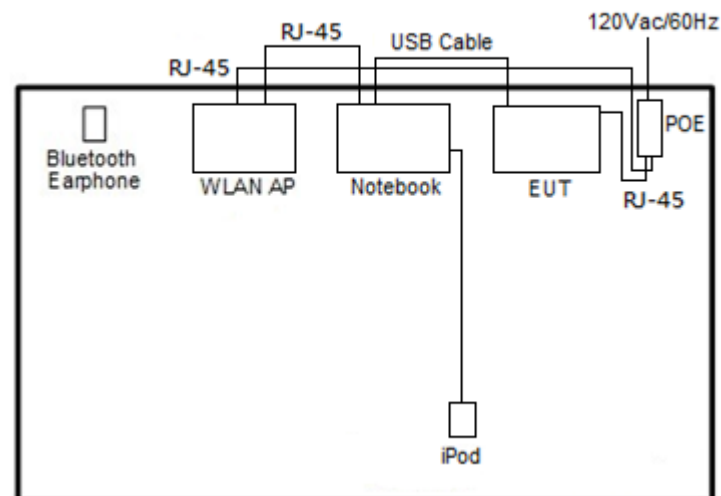 120Vac/60Hz
RJ-45
USB Cable
RJ-45
POE
Bluetooth
Earphone
WLAN AP
Notebook
EUT
RJ-45
iPod